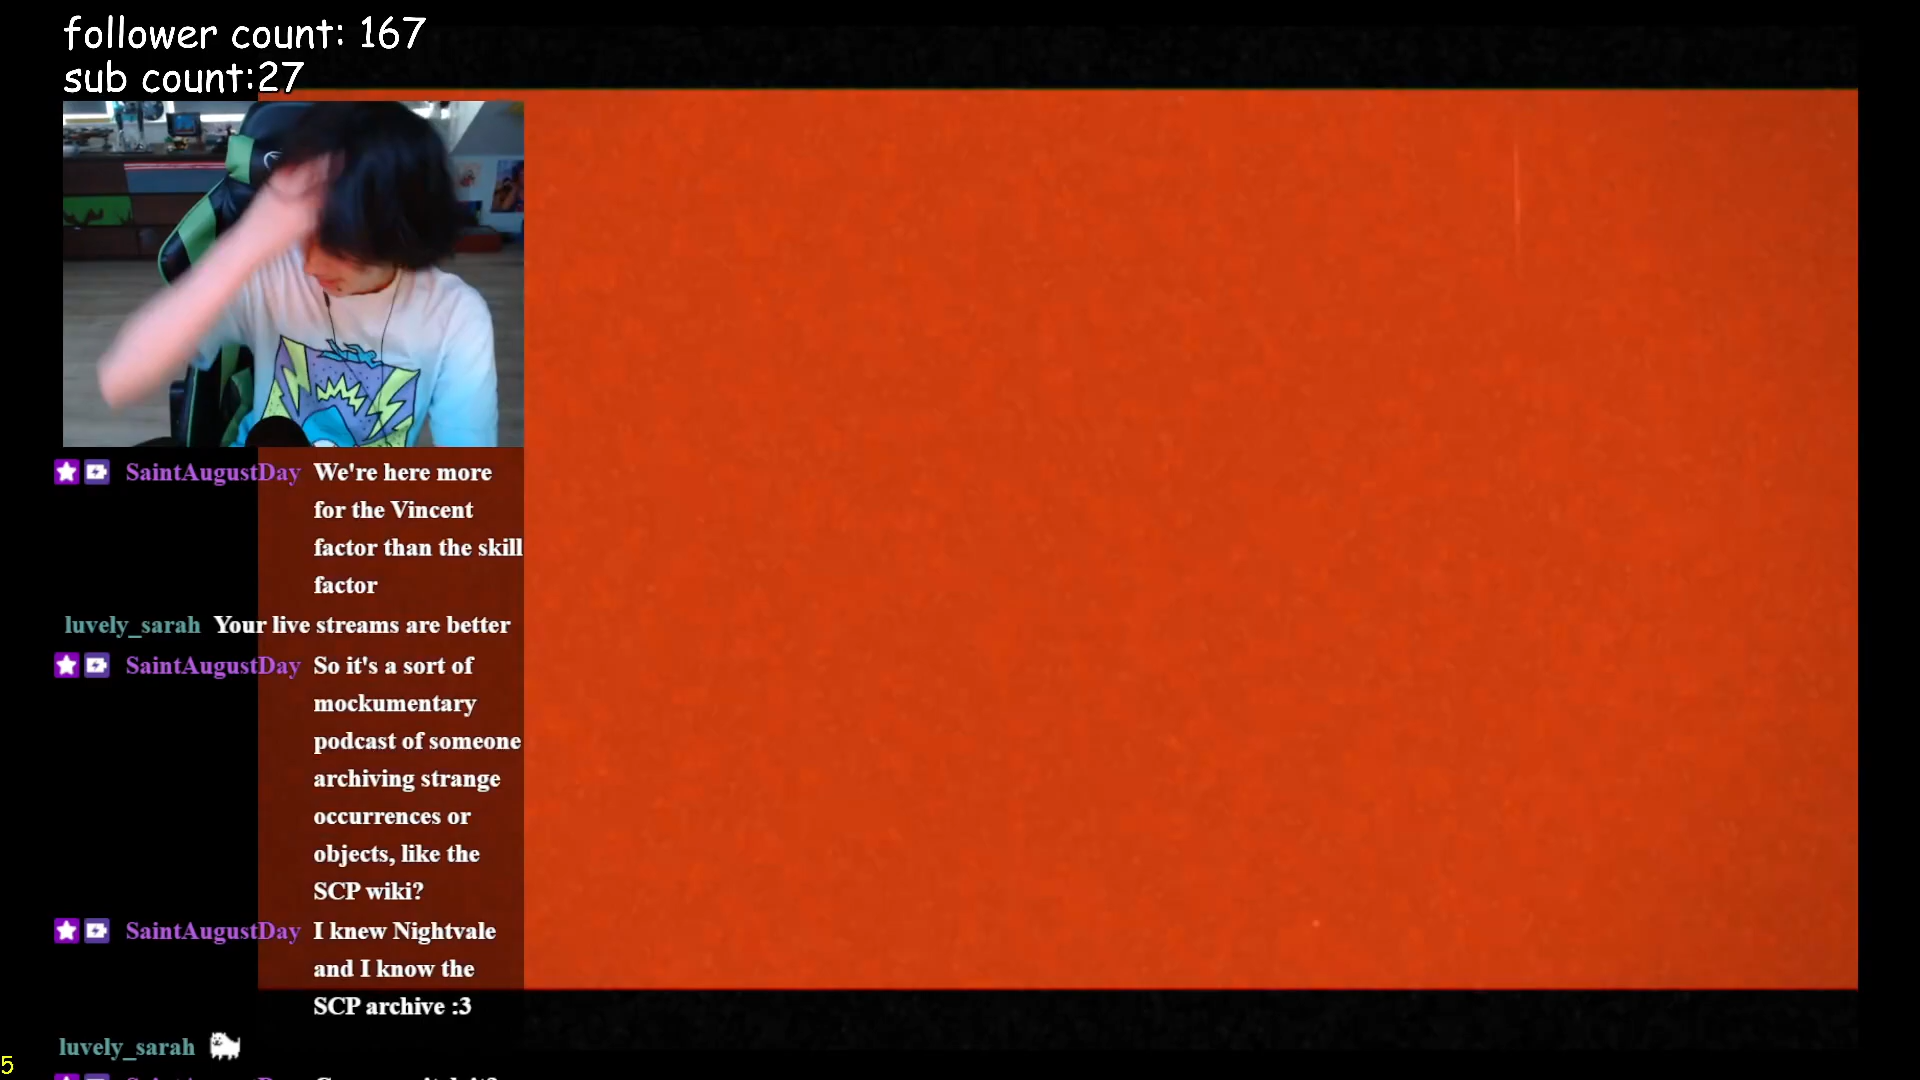 follower count: 167
sub count:27
SaintAugustDay We're here more
for the Vincent
factor than the skill
factor
luvely_sarah Your live streams are better
SaintAugustDay So it's a sort of
mockumentary
podcast of someone
archiving strange
occurrences or
objects, like the
SCP wiki?
SaintAugustDay I knew Nightvale
and I know the
SCP archive :3
luvely_sarah
5